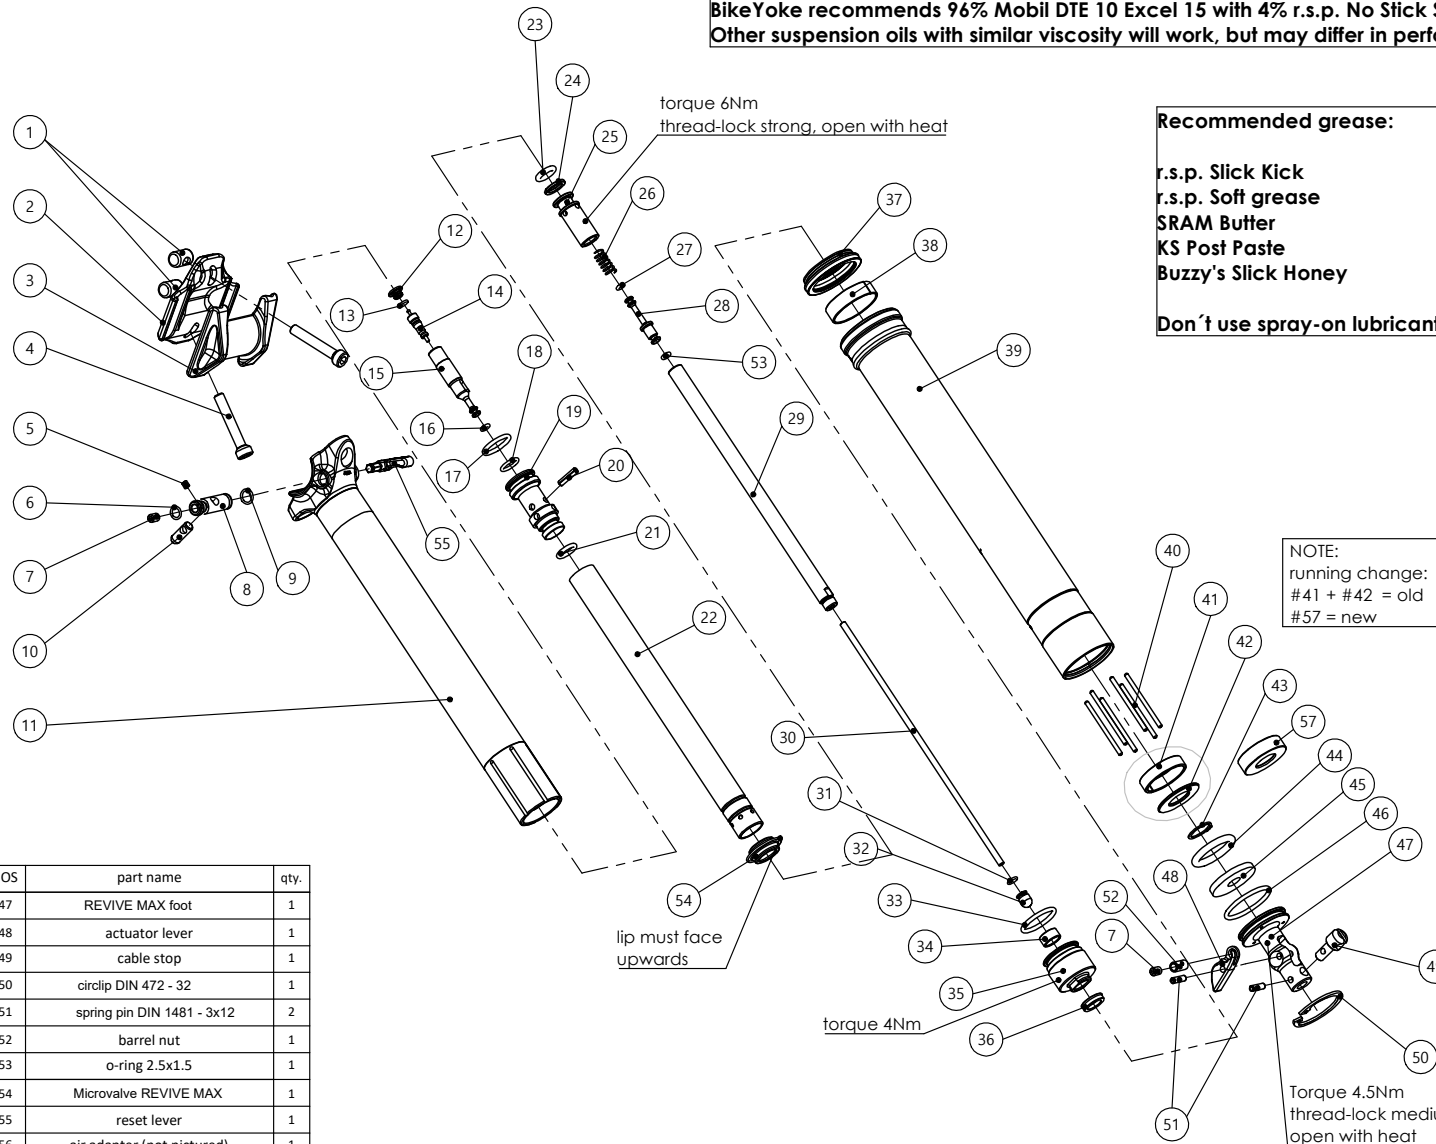 BikeYoke recommends 96% Mobil DTE 10 Excel 15 with 4% r.s.p. No Stick
Other suspension oils with similar viscosity will work, but may differ in
torque 6Nm
thread-lock strong, open with heat
Recommended grease:
r.s.p. Slick Kick
r.s.p. Soft grease
SRAM Butter
KS Post Paste
Buzzy's Slick Honey
Don´t use spray-on
NOTE:
running change:
#41 + #42 = old
#57 = new
1
2
3
4
5
6
7
8
9
10
11
12
13
14
15
16
17
18
19
20
21
22
23
24
25
26
27
28
53
29
30
31
32
33
34
35
36
37
38
39
40
41
42
43
57
44
45
46
47
48
52
7
50
51
54
55
lip must face
upwards
torque 4Nm
Torque 4.5Nm
thread-lock
open with heat
part name qty.
47 REVIVE MAX foot 1
48 actuator lever 1
49 cable stop 1
50 circlip DIN 472 - 32 1
51 spring pin DIN 1481 - 3x12 2
52 barrel nut 1
53 o-ring 2.5x1.5 1
54 Microvalve REVIVE MAX 1
55 reset lever 1
56 air adapter (not pictured) 1